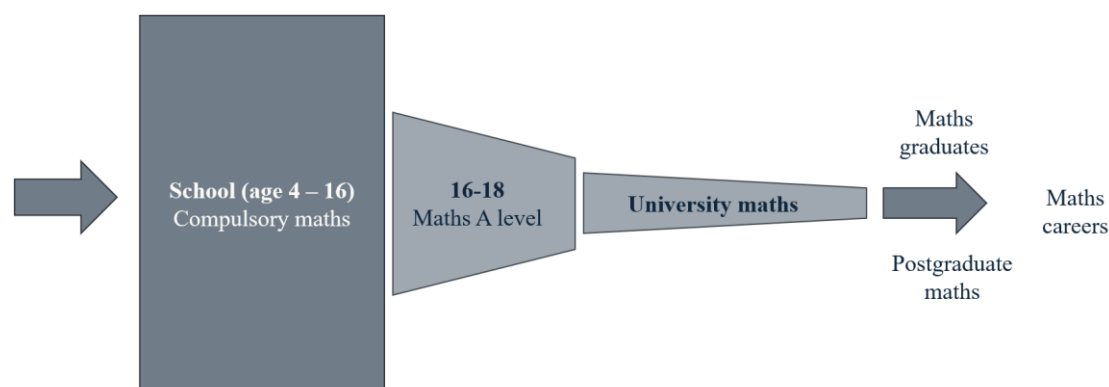 School (age 4 – 16)
Compulsory maths
16-18
Maths A level
University maths
Maths
graduates
Postgraduate
maths
Maths
careers